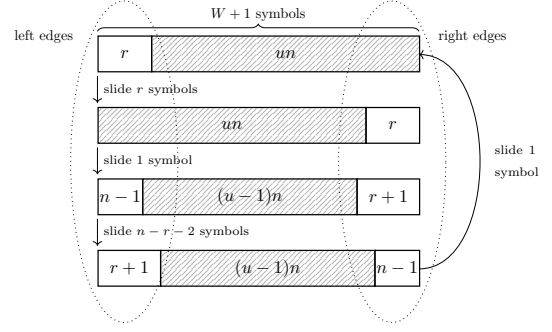 W + 1 symbols
left edges
right edges
r
un
slide r symbols
un
r
slide 1 symbol
n − 1
(u − 1)n
r + 1
slide n − r − 2 symbols
r + 1
(u − 1)n
n − 1
slide 1
symbol